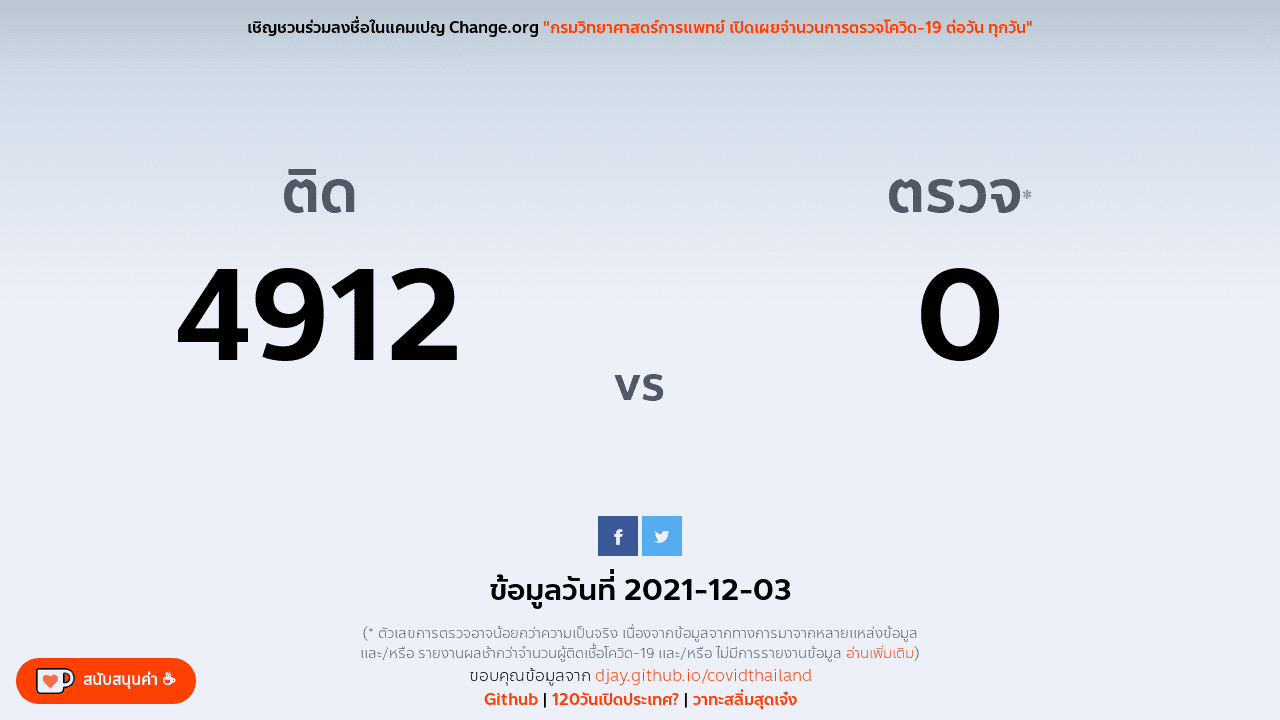 เชิญชวนร่วมลงชื่อในแคมเปญ Change.org "กรมวิทยาศาสตร์การแพทย์ เปิดเผยจำนวนการตรวจโควิด-19 ต่อวัน ทุกวัน"
ติด
ตรวจ*
4912
0
vs
ข้อมูลวันที่ 2021-12-03
(* ตัวเลขการตรวจอาจน้อยกว่าความเป็นจริง เนื่องจากข้อมูลจากทางการมาจากหลายแหล่งข้อมูล
และ/หรือ รายงานผลช้ากว่าจำนวนผู้ติดเชื้อโควิด-19 และ/หรือ ไม่มีการรายงานข้อมูล อ่านเพิ่มเติม)
ขอบคุณข้อมูลจาก djay.github.io/covidthailand
Github | 120วันเปิดประเทศ? | วาทะสลิ่มสุดเจ๋ง
สนับสนุนค่า ☕